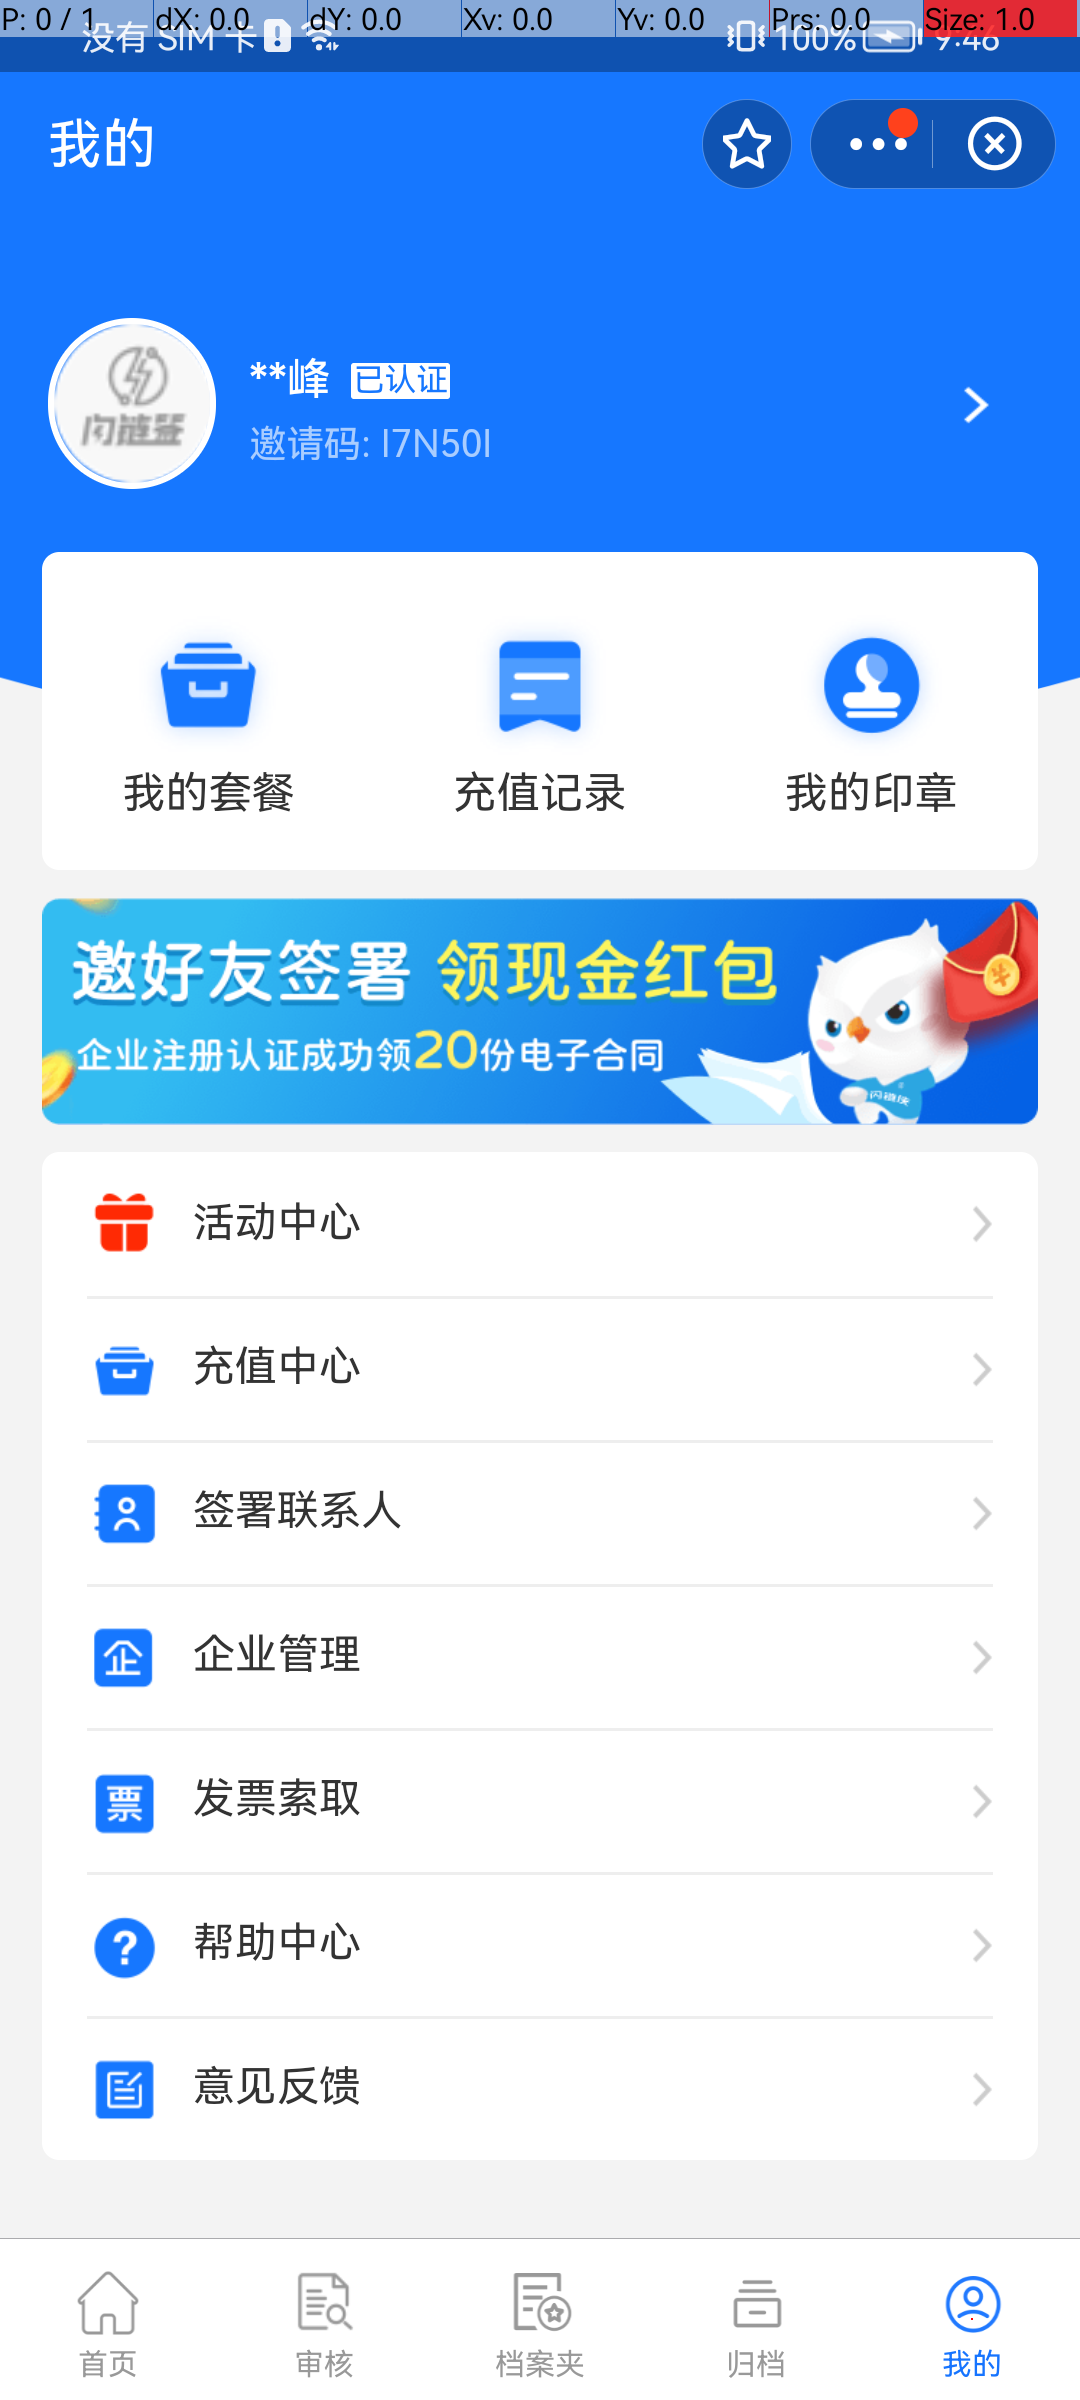 P: 0 / 1 dX: 0.0 dY: 0.0 Xv: 0.0 Yv: 0.0 Prs: 0.0 Size: 1.0
没有 SIM 卡 100% 9:46
我的
闪链签
**峰 已认证
邀请码: I7N50I
我的套餐 充值记录 我的印章
邀好友签署 领现金红包
企业注册认证成功领20份电子合同
闪链侠
活动中心
充值中心
签署联系人
企业管理
发票索取
帮助中心
意见反馈
首页 审核 档案夹 归档 我的